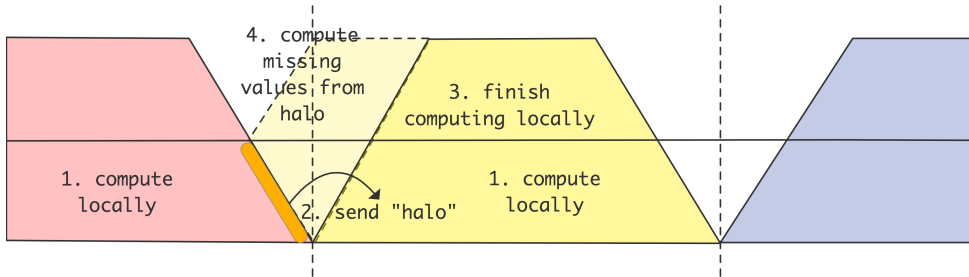 4. compute
missing
values from
halo
3. finish
computing locally
1. compute
locally
2. send "halo"
1. compute
locally